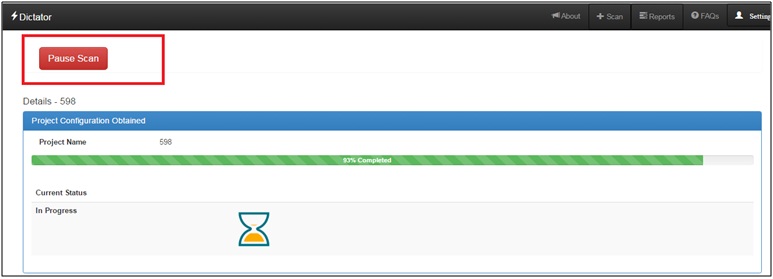 Dictator
About
Scan
Reports
FAQs
Settin
Pause Scan
Details - 598
Project Configuration Obtained
Project Name 598
93% Completed
Current Status
In Progress